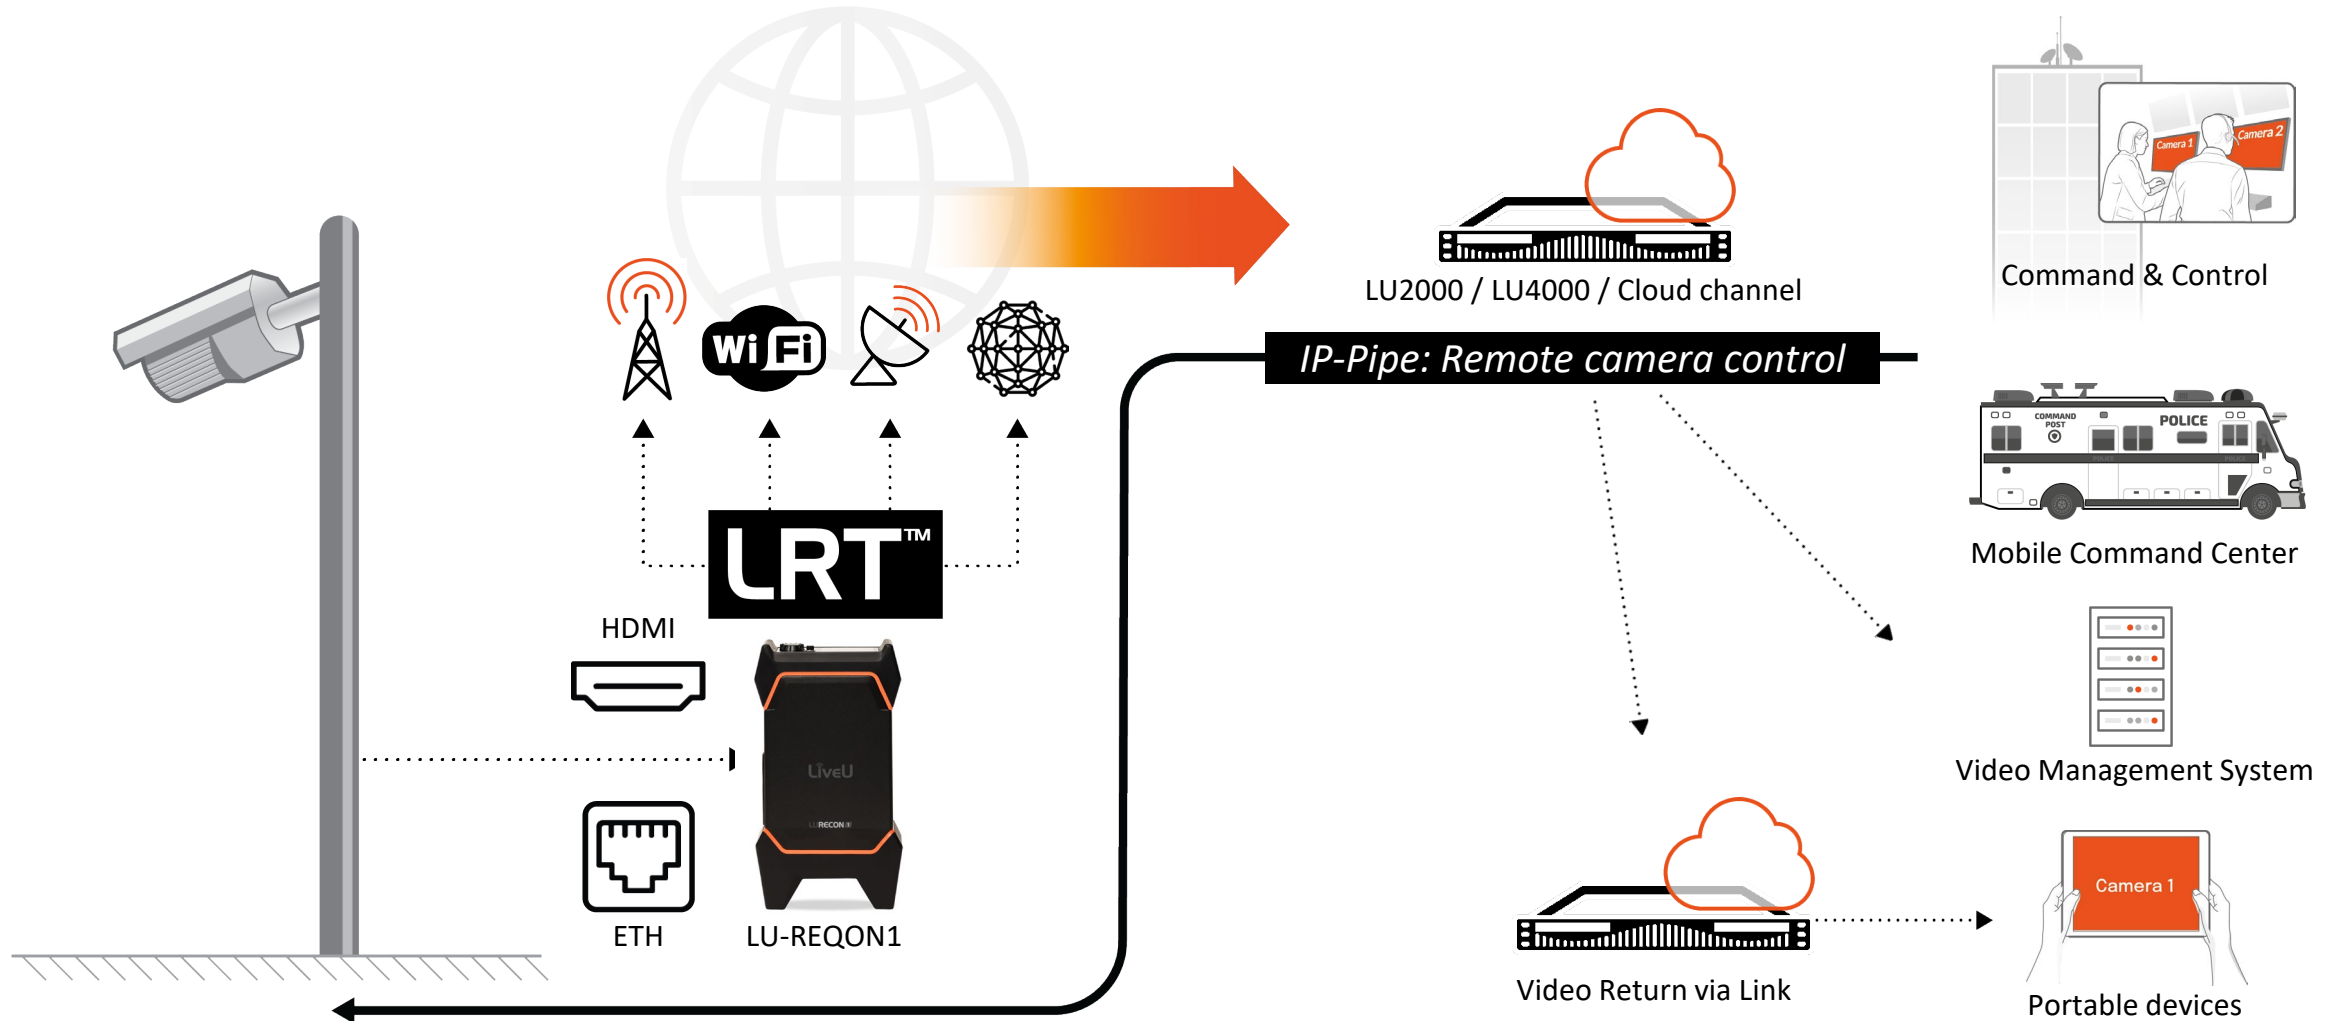 Camera 1
Camera 2
Command & Control
LU2000 / LU4000 / Cloud channel
IP-Pipe: Remote camera control
Wi Fi
COMMAND
POST
POLICE
POLICE
POLICE
Mobile Command Center
LRT™
HDMI
LiveU
Video Management System
Camera 1
ETH
LU-REQON1
Video Return via Link
Portable devices